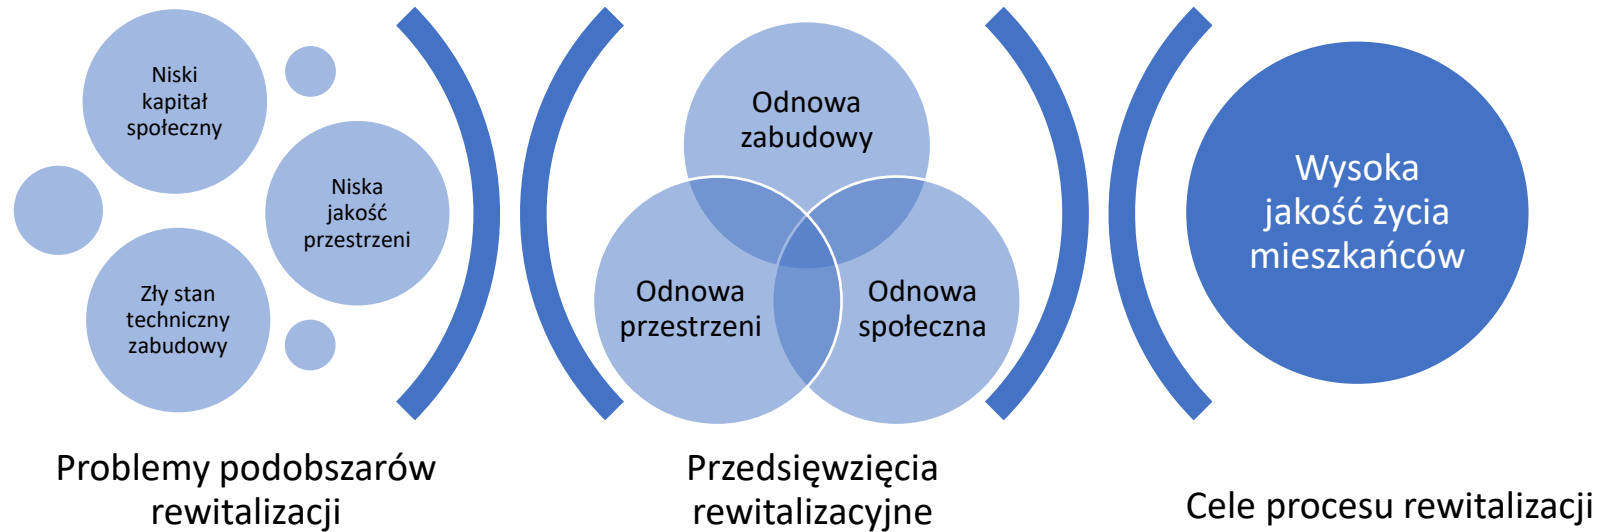 Niski
kapitał
społeczny
Niska
jakość
przestrzeni
Zły stan
techniczny
zabudowy
Problemy podobszarów
rewitalizacji
Odnowa
zabudowy
Odnowa
przestrzeni
Odnowa
społeczna
Przedsięwzięcia
rewitalizacyjne
Wysoka
jakość życia
mieszkańców
Cele procesu rewitalizacji